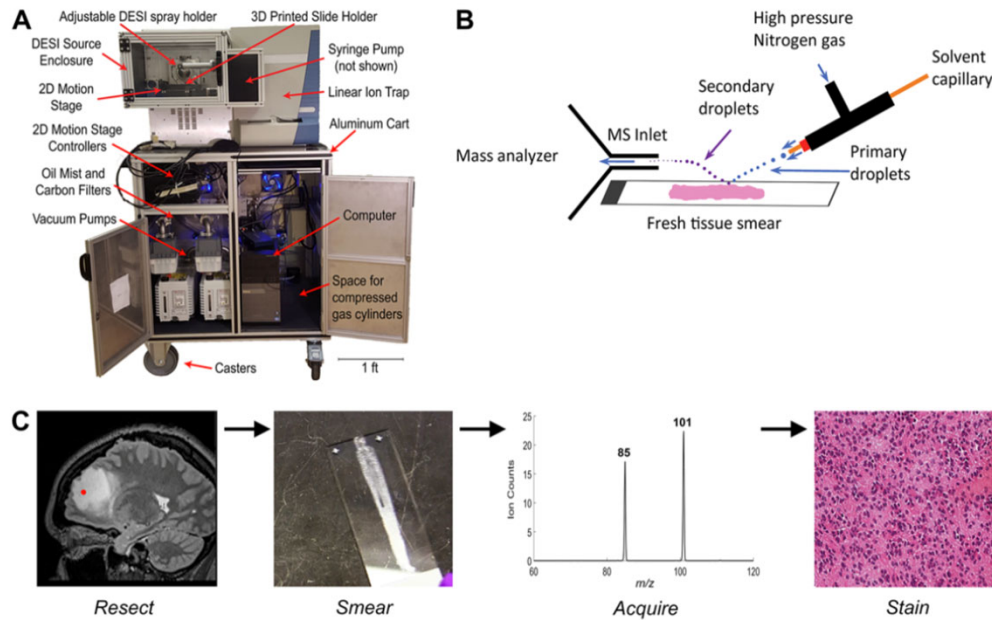 A
Adjustable DESI spray holder
3D Printed Slide Holder
DESI Source
Enclosure
Syringe Pump
(not shown)
2D Motion
Stage
Linear Ion Trap
2D Motion Stage
Controllers
Aluminum Cart
Oil Mist and
Carbon Filters
Vacuum Pumps
Computer
Space for
compressed
gas cylinders
Casters
1 ft
B
High pressure
Nitrogen gas
Solvent
capillary
Secondary
droplets
MS Inlet
Mass analyzer
Primary
droplets
Fresh tissue smear
C
25
20
15
10
5
0
Ion Counts
85
101
60
80
100
120
m/z
Resect
Smear
Acquire
Stain